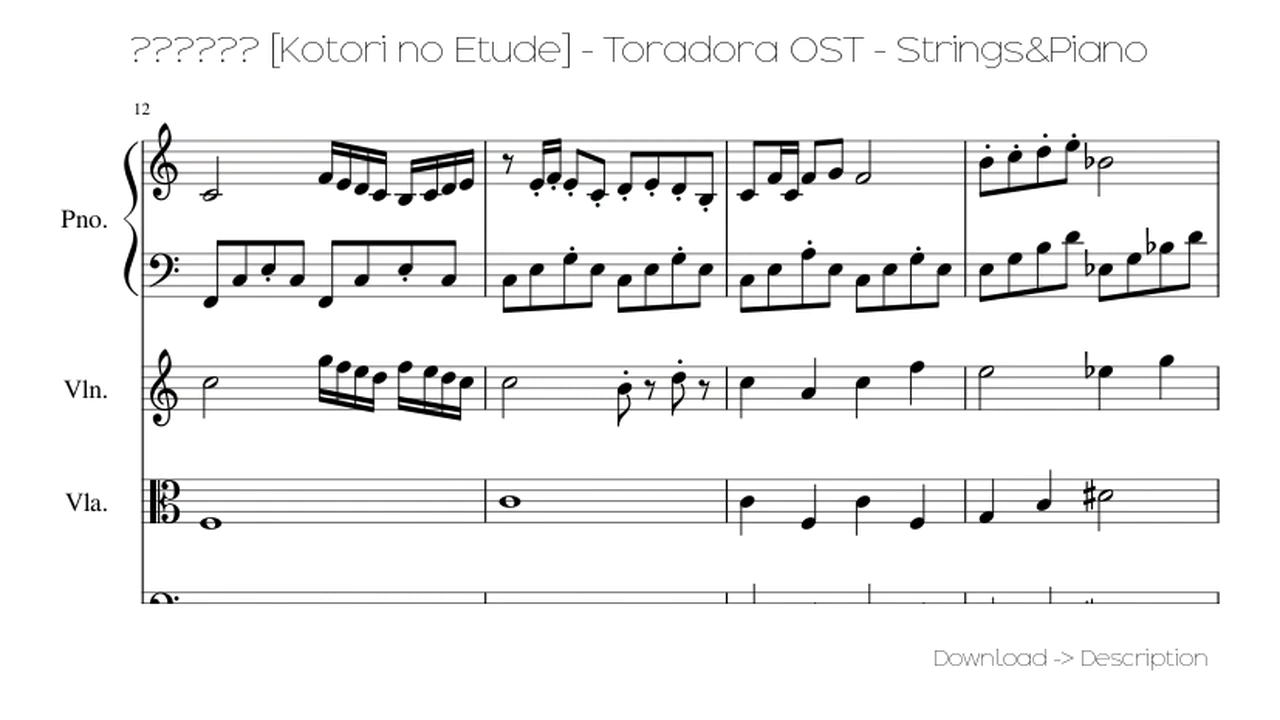 ?????? [Kotori no Etude] - Toradora OST - Strings&Piano
12
Pno.
Vln.
Vla.
Download -> Description